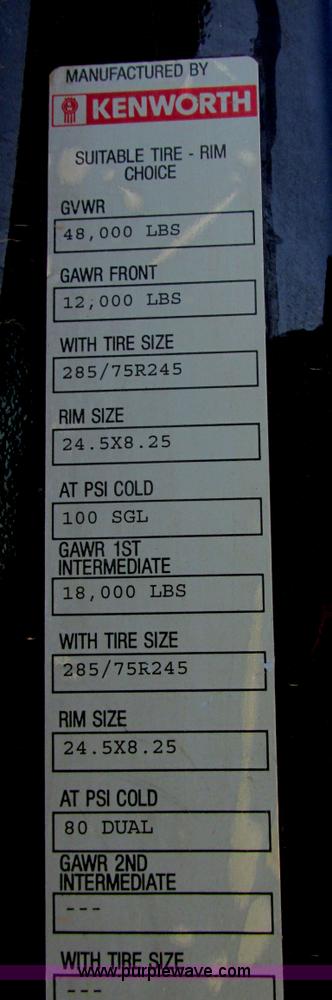 MANUFACTURED BY
KENWORTH
SUITABLE TIRE - RIM
CHOICE
GVWR
48,000 LBS
GAWR FRONT
12,000 LBS
WITH TIRE SIZE
285/75R245
RIM SIZE
24.5X8.25
AT PSI COLD
100 SGL
GAWR 1ST
INTERMEDIATE
18,000 LBS
WITH TIRE SIZE
285/75R245
RIM SIZE
24.5X8.25
AT PSI COLD
80 DUAL
GAWR 2ND
INTERMEDIATE
---
WITH TIRE SIZE
www.purplewave.com
---